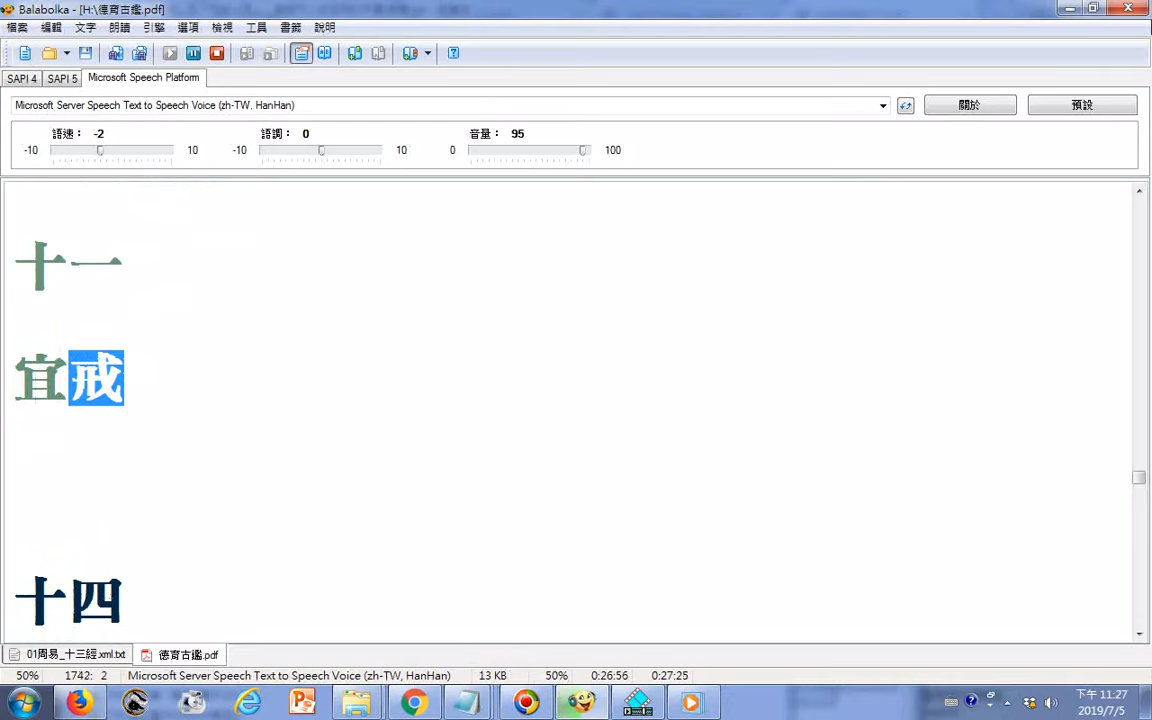 Balabolka - [H:\德育古鑑.pdf]
檔案 編輯 文字 朗讀 引擎 選項 檢視 工具 書籤 說明
SAPI 4 SAPI 5 Microsoft Speech Platform
Microsoft Server Speech Text to Speech Voice (zh-TW, HanHan) 關於 預設
語速： -2 語調： 0 音量： 95
-10 10 -10 10 0 100
十一
宜戒
十四
01周易_十三經.xml.txt 德育古鑑.pdf
50% 1742: 2 Microsoft Server Speech Text to Speech Voice (zh-TW, HanHan) 13 KB 50% 0:26:56 0:27:25
下午 11:27
2019/7/5